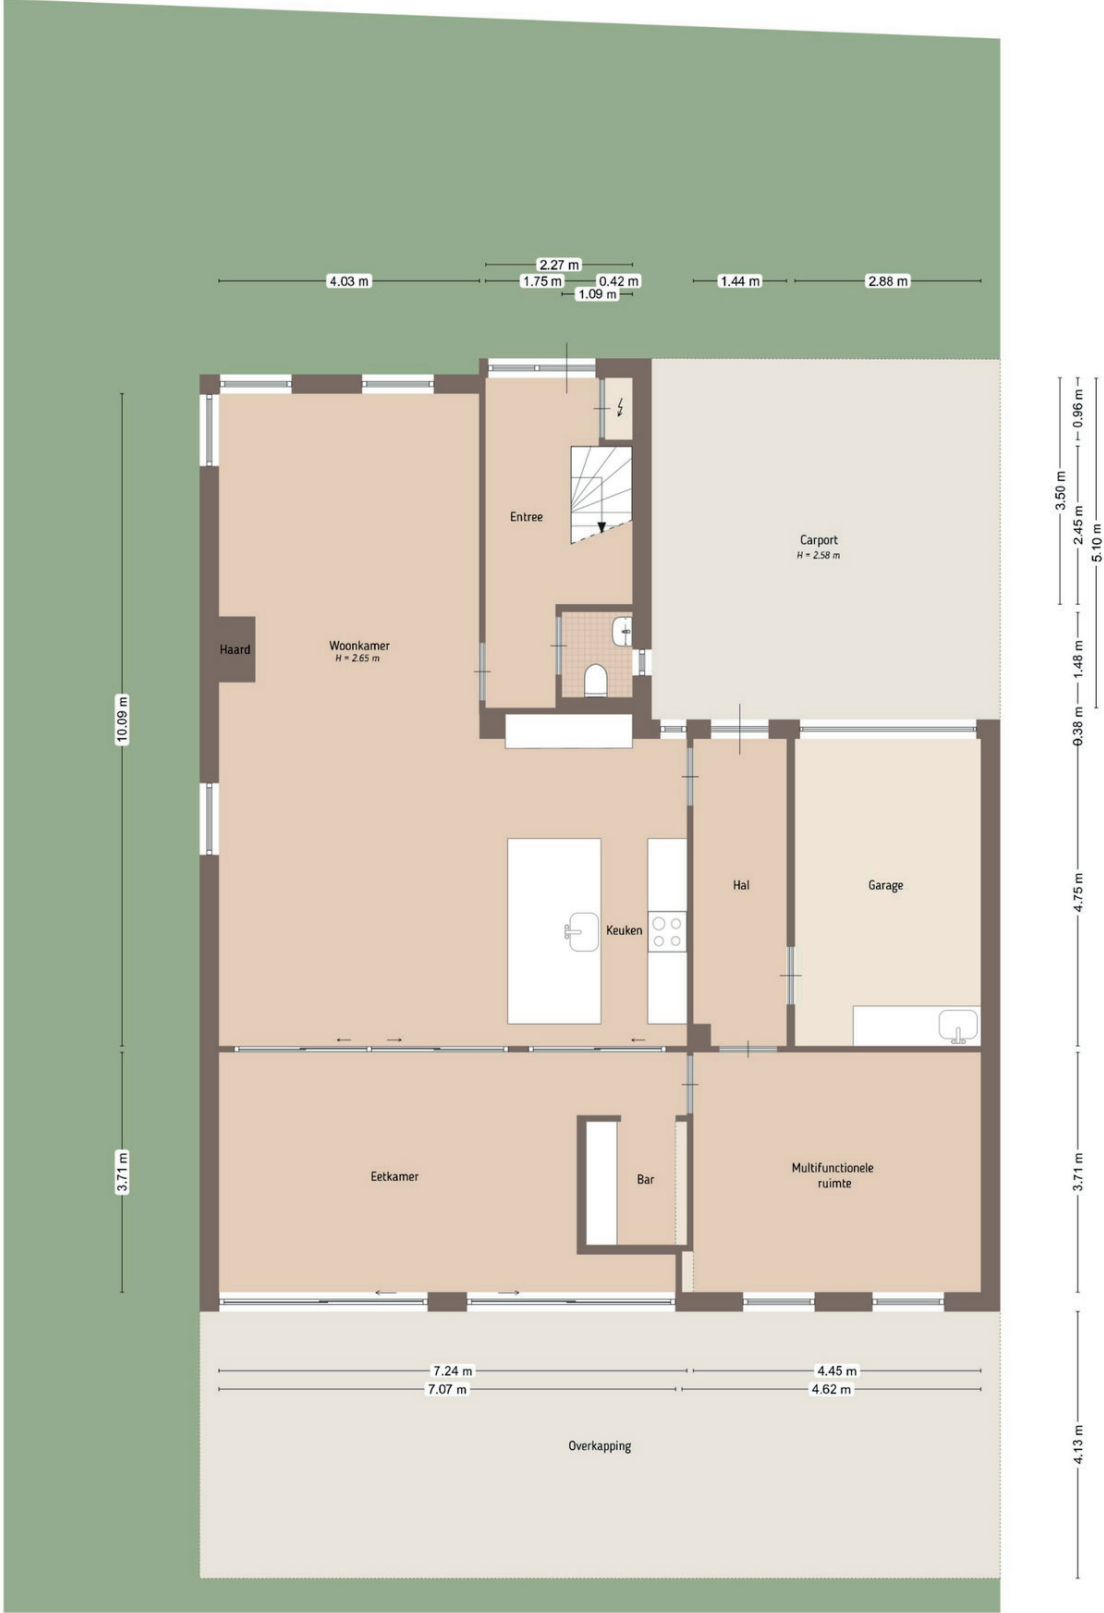 2.27 m
4.03 m
1.75 m
0.42 m
1.44 m
2.88 m
1.09 m
0.96 m
3.50 m
2.45 m
5.10 m
Entree
Carport
H = 2.58 m
Haard
Woonkamer
H = 2.65 m
1.48 m
10.09 m
0.38 m
Hal
Garage
4.75 m
Keuken
3.71 m
Eetkamer
Bar
Multifunctionele
ruimte
3.71 m
7.24 m
4.45 m
7.07 m
4.62 m
Overkapping
4.13 m